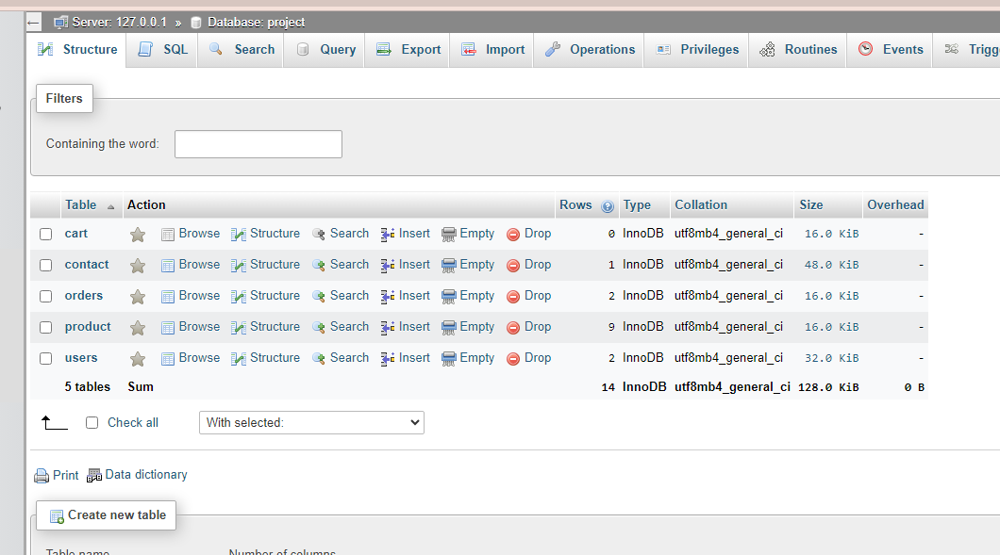 Server: 127.0.0.1 » Database: project
Structure SQL Search Query Export Import Operations Privileges Routines Events Trigg
Filters
Containing the word:
Table Action Rows Type Collation Size Overhead
cart Browse Structure Search Insert Empty Drop 0 InnoDB utf8mb4_general_ci 16.0 KiB -
contact Browse Structure Search Insert Empty Drop 1 InnoDB utf8mb4_general_ci 48.0 KiB -
orders Browse Structure Search Insert Empty Drop 2 InnoDB utf8mb4_general_ci 16.0 KiB -
product Browse Structure Search Insert Empty Drop 9 InnoDB utf8mb4_general_ci 16.0 KiB -
users Browse Structure Search Insert Empty Drop 2 InnoDB utf8mb4_general_ci 32.0 KiB -
5 tables Sum 14 InnoDB utf8mb4_general_ci 128.0 KiB 0 B
Check all With selected:
Print Data dictionary
Create new table
Table name Number of columns